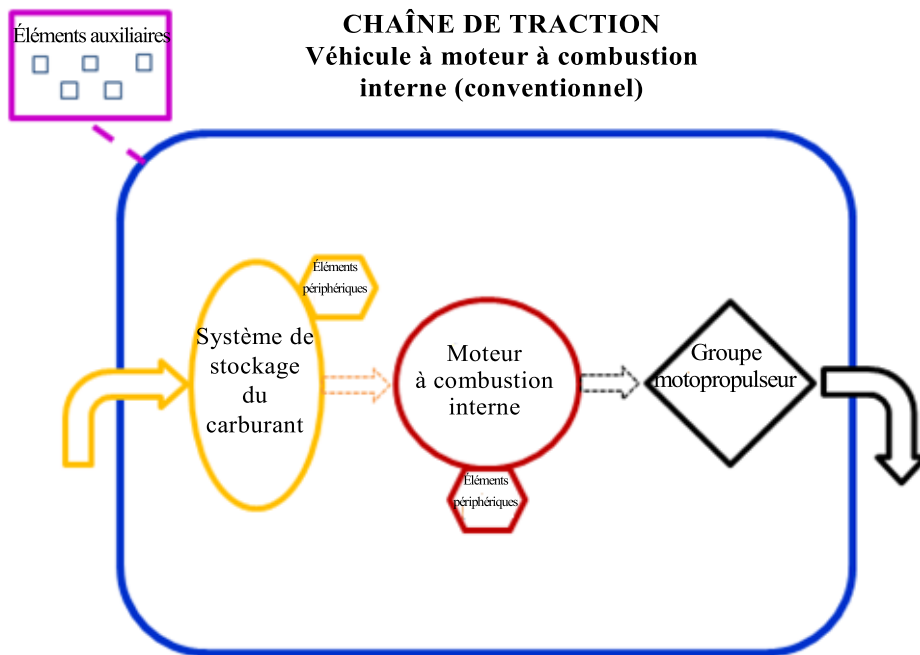 Éléments auxiliaires
CHAÎNE DE TRACTION
Véhicule à moteur à combustion
interne (conventionnel)
Éléments
périphériques
Système de
stockage
du
carburant
Moteur
à combustion
interne
Éléments
périphériques
Groupe
motopropulseur